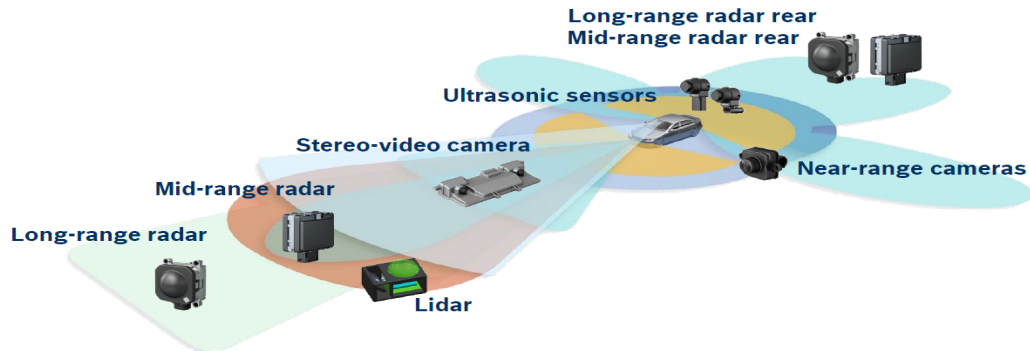 Long-range radar rear
Mid-range radar rear
Ultrasonic sensors
Stereo-video camera
Near-range cameras
Mid-range radar
Long-range radar
Lidar